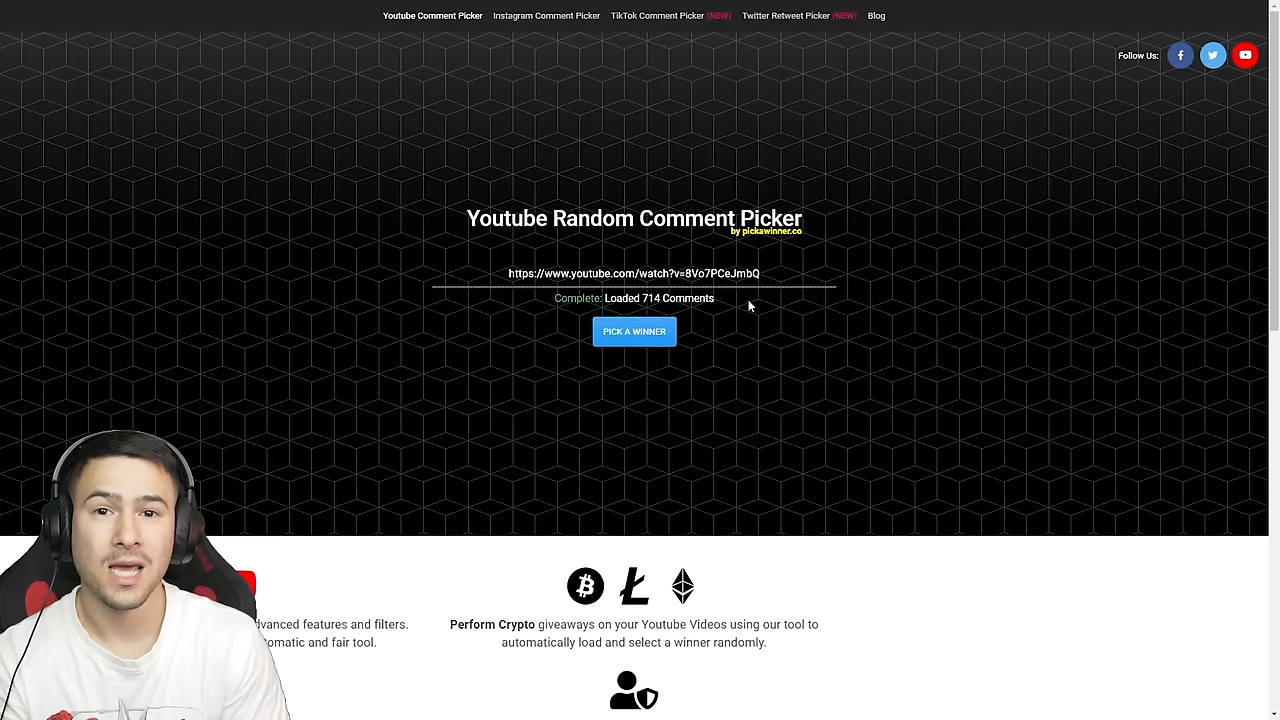 Youtube Comment Picker Instagram Comment Picker TikTok Comment Picker (NEW) Twitter Retweet Picker (NEW) Blog
Follow Us:
Youtube Random Comment Picker
by pickawinner.co
https://www.youtube.com/watch?v=8Vo7PCeJmbQ
Complete: Loaded 714 Comments
PICK A WINNER
features and filters.
and fair tool.
Perform Crypto giveaways on your Youtube Videos using our tool to
automatically load and select a winner randomly.